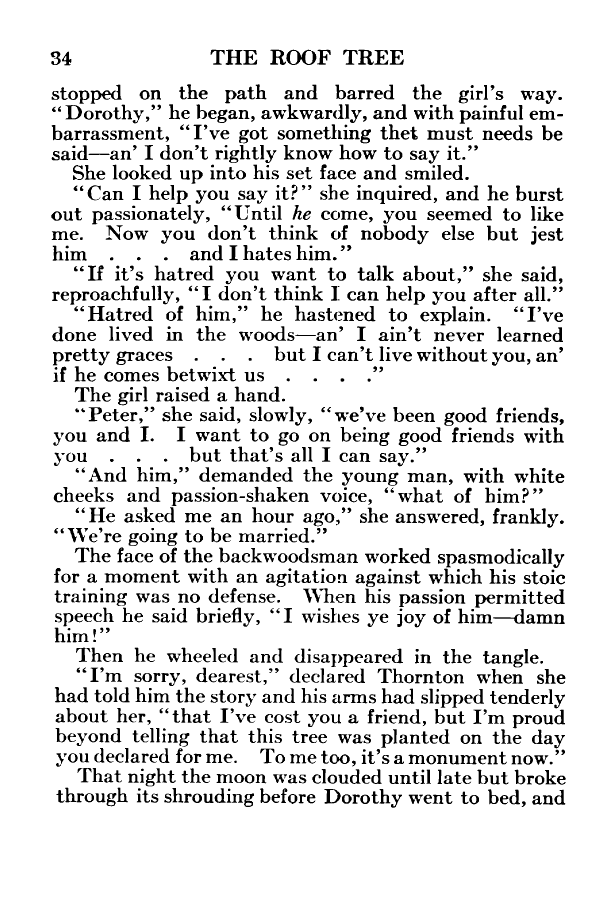 34 THE ROOF TREE
stopped on the path and barred the girl's way.
"Dorothy," he began, awkwardly, and with painful em-
barrassment, "I've got something thet must needs be
said—an' I don't rightly know how to say it."
She looked up into his set face and smiled.
"Can I help you say it?" she inquired, and he burst
out passionately, "Until he come, you seemed to like
me. Now you don't think of nobody else but jest
him . . . and I hates him."
"If it's hatred you want to talk about," she said,
reproachfully, "I don't think I can help you after all."
"Hatred of him," he hastened to explain. "I've
done lived in the woods—an' I ain't never learned
pretty graces . . . but I can't live without you, an'
if he comes betwixt us . . . ."
The girl raised a hand.
"Peter," she said, slowly, "we've been good friends,
you and I. I want to go on being good friends with
you . . . but that's all I can say."
"And him," demanded the young man, with white
cheeks and passion-shaken voice, "what of him?"
"He asked me an hour ago," she answered, frankly.
"We're going to be married."
The face of the backwoodsman worked spasmodically
for a moment with an agitation against which his stoic
training was no defense. When his passion permitted
speech he said briefly, "I wishes ye joy of him—damn
him!"
Then he wheeled and disappeared in the tangle.
"I'm sorry, dearest," declared Thornton when she
had told him the story and his arms had slipped tenderly
about her, "that I've cost you a friend, but I'm proud
beyond telling that this tree was planted on the day
you declared for me. To me too, it's a monument now."
That night the moon was clouded until late but broke
through its shrouding before Dorothy went to bed, and